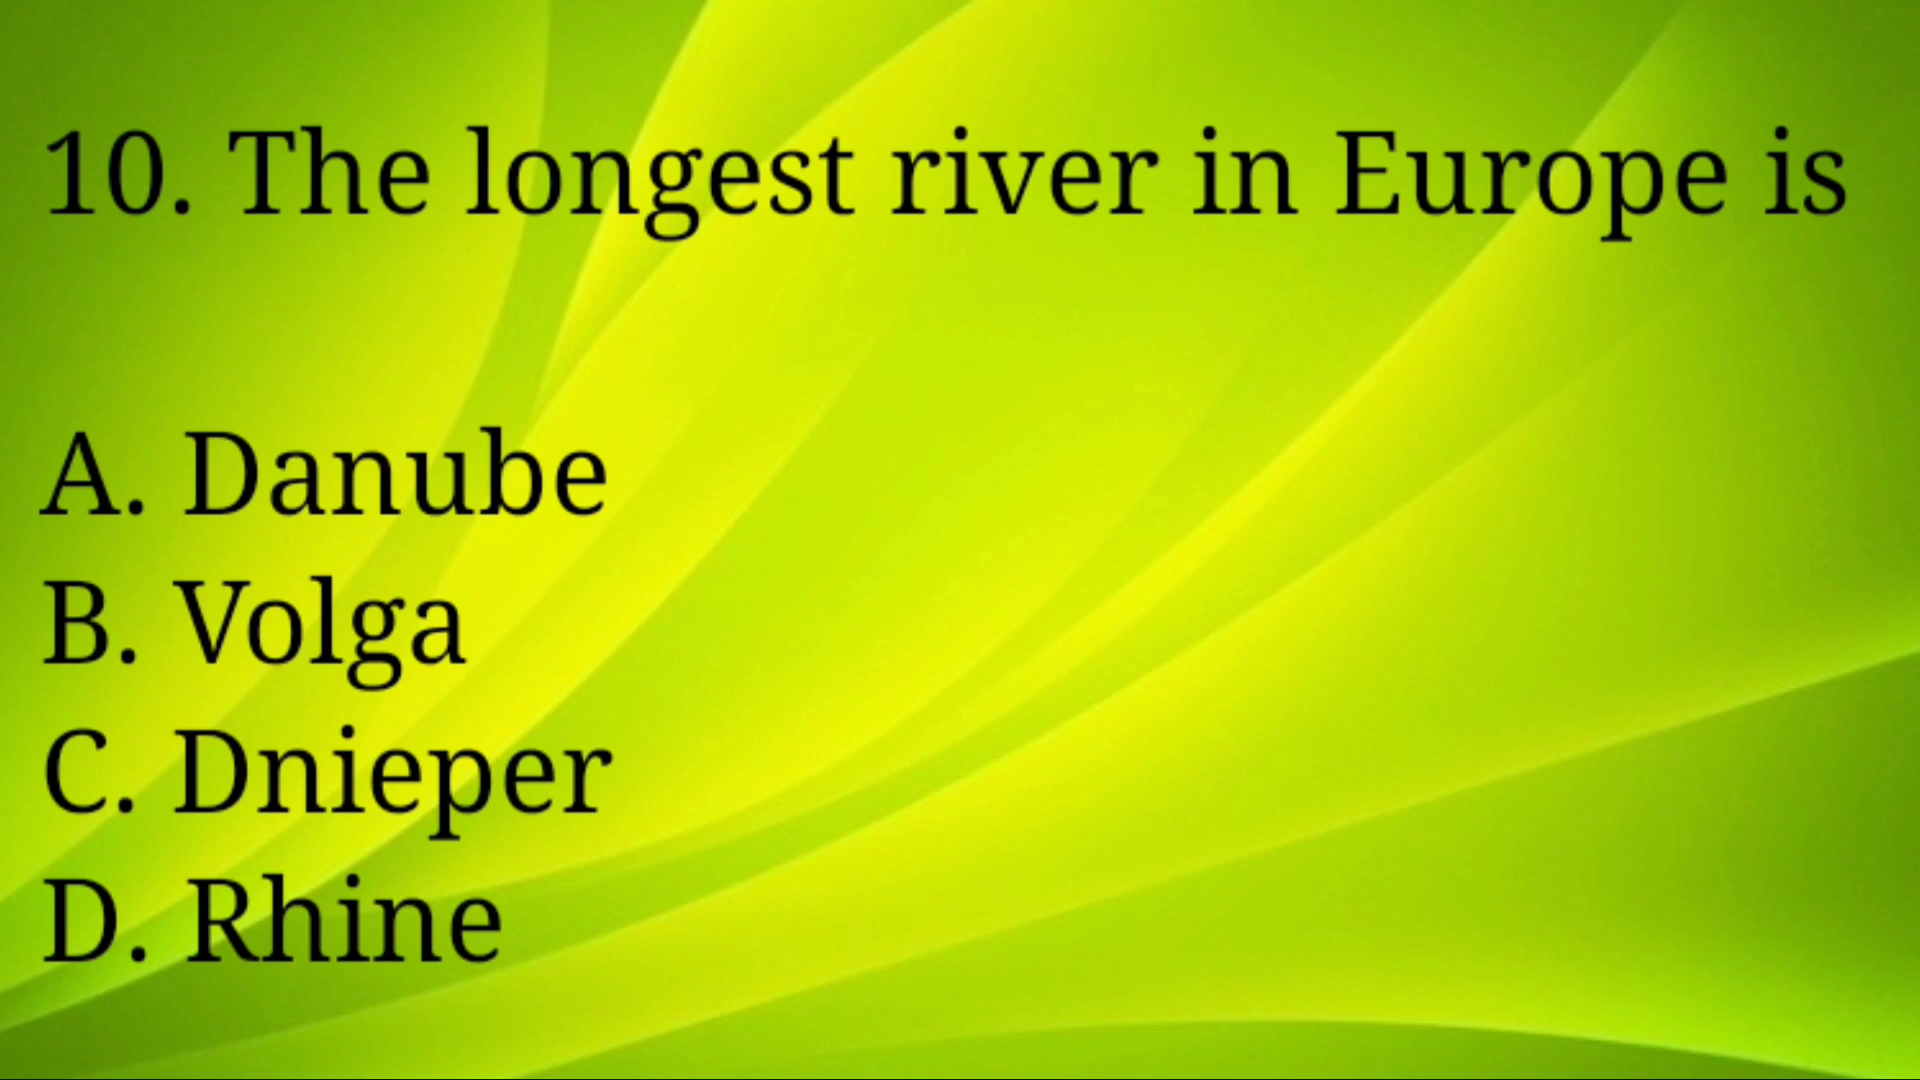 10. The longest river in Europe is
A. Danube
B. Volga
C. Dnieper
D. Rhine